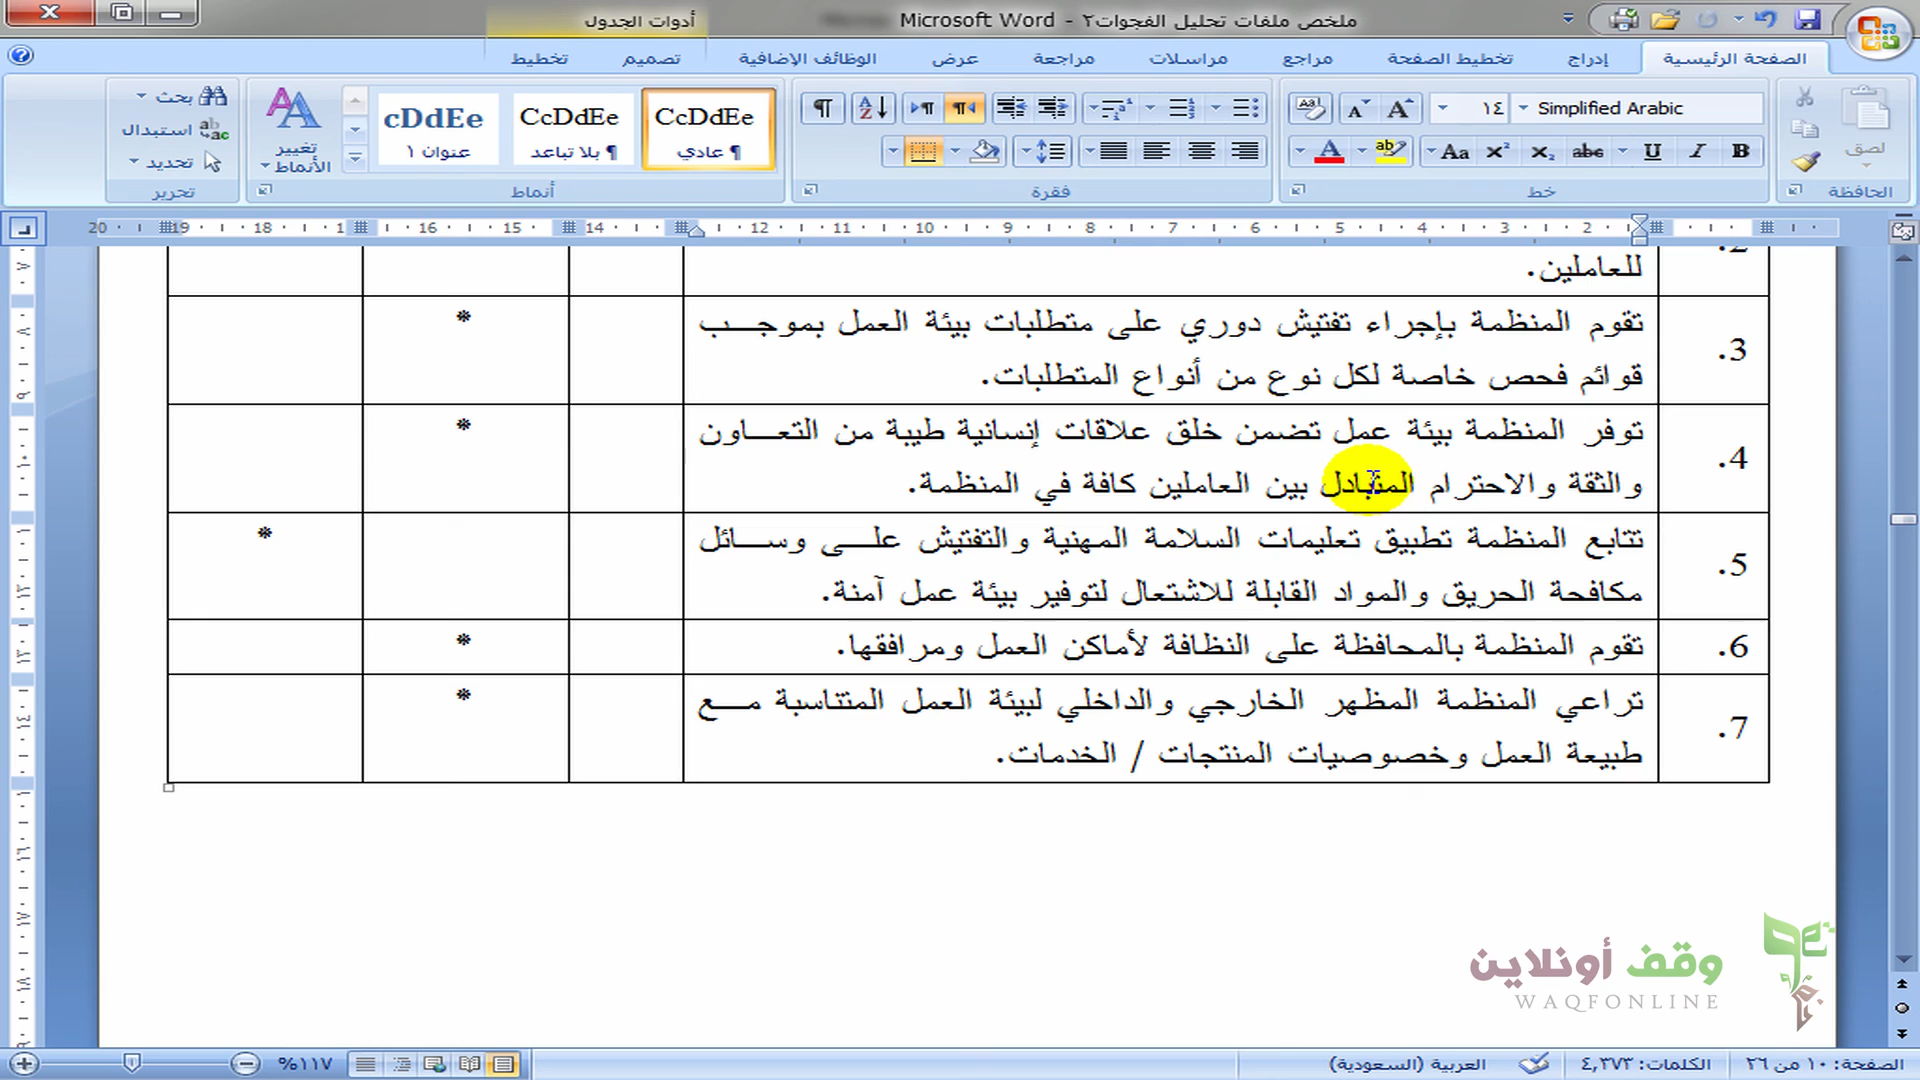 ملخص ملفات تحليل الفجوات٢ - Microsoft Word
أدوات الجدول
الصفحة الرئيسية
إدراج
تخطيط الصفحة
مراجع
مراسلات
مراجعة
عرض
الوظائف الإضافية
تصميم
تخطيط
لصق
الحافظة
Simplified Arabic
١٤
خط
فقرة
CcDdEe
¶ عادي
CcDdEe
¶ بلا تباعد
cDdEe
عنوان ١
تغيير الأنماط
أنماط
بحث
استبدال
تحديد
تحرير
للعاملين.
3. تقوم المنظمة بإجراء تفتيش دوري على متطلبات بيئة العمل بموجب *
قوائم فحص خاصة لكل نوع من أنواع المتطلبات.
4. توفر المنظمة بيئة عمل تضمن خلق علاقات إنسانية طيبة من التعاون *
والثقة والاحترام المتبادل بين العاملين كافة في المنظمة.
5. تتابع المنظمة تطبيق تعليمات السلامة المهنية والتفتيش على وسائل *
مكافحة الحريق والمواد القابلة للاشتعال لتوفير بيئة عمل آمنة.
6. تقوم المنظمة بالمحافظة على النظافة لأماكن العمل ومرافقها. *
7. تراعي المنظمة المظهر الخارجي والداخلي لبيئة العمل المتناسبة مع *
طبيعة العمل وخصوصيات المنتجات / الخدمات.
وقف أونلاين
WAQFONLINE
الصفحة: ١٠ من ٢٦
الكلمات: ٤,٣٧٣
العربية (السعودية)
١١٧%